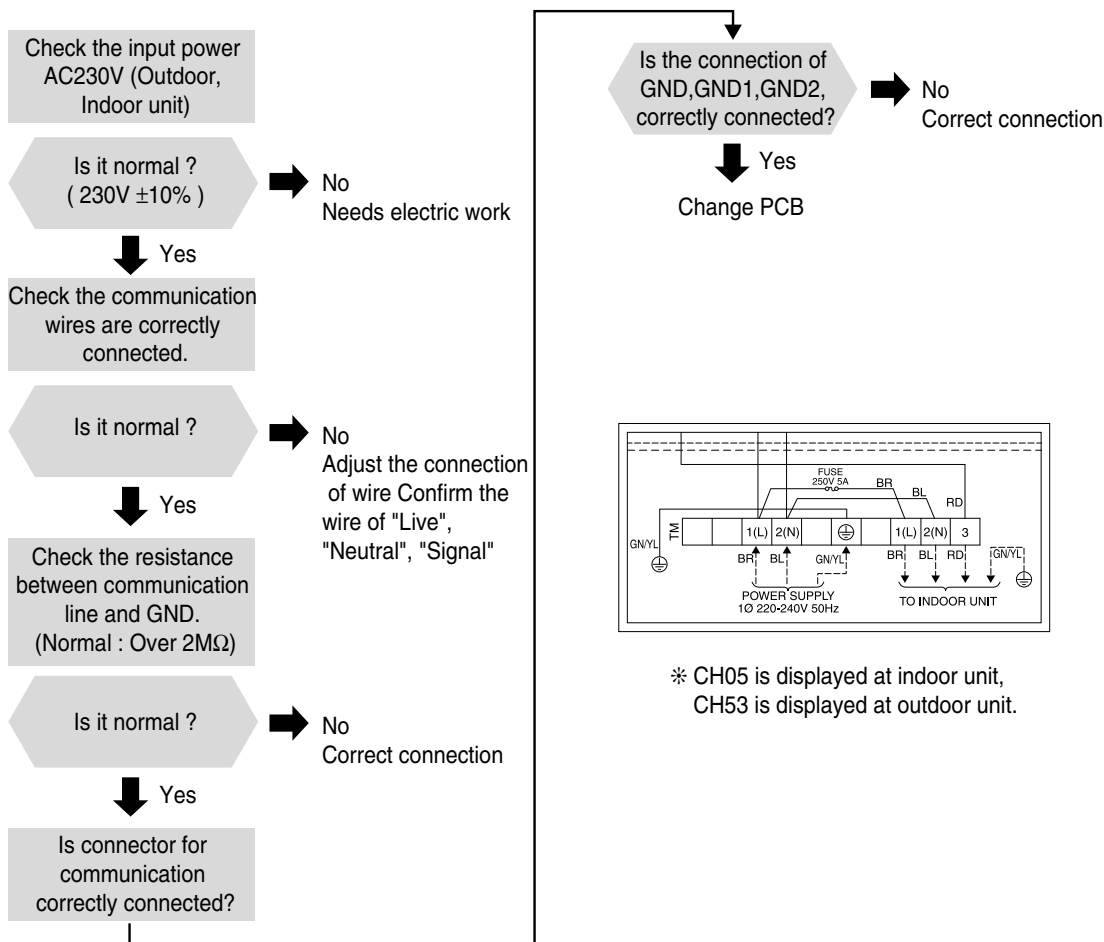 Check the input power
AC230V (Outdoor,
Indoor unit)
Is it normal ?
( 230V ±10% )
No
Needs electric work
Yes
Check the communication
wires are correctly
connected.
Is it normal ?
No
Adjust the connection
of wire Confirm the
wire of "Live",
"Neutral", "Signal"
Yes
Check the resistance
between communication
line and GND.
(Normal : Over 2MΩ)
Is it normal ?
No
Correct connection
Yes
Is connector for
communication
correctly connected?
Is the connection of
GND,GND1,GND2,
correctly connected?
No
Correct connection
Yes
Change PCB
FUSE
250V 5A
BR
BL
RD
TM
1(L) 2(N) 1(L) 2(N) 3
GN/YL
BR BL GN/YL BR BL RD GN/YL
POWER SUPPLY
1Ø 220-240V 50Hz
TO INDOOR UNIT
※ CH05 is displayed at indoor unit,
CH53 is displayed at outdoor unit.